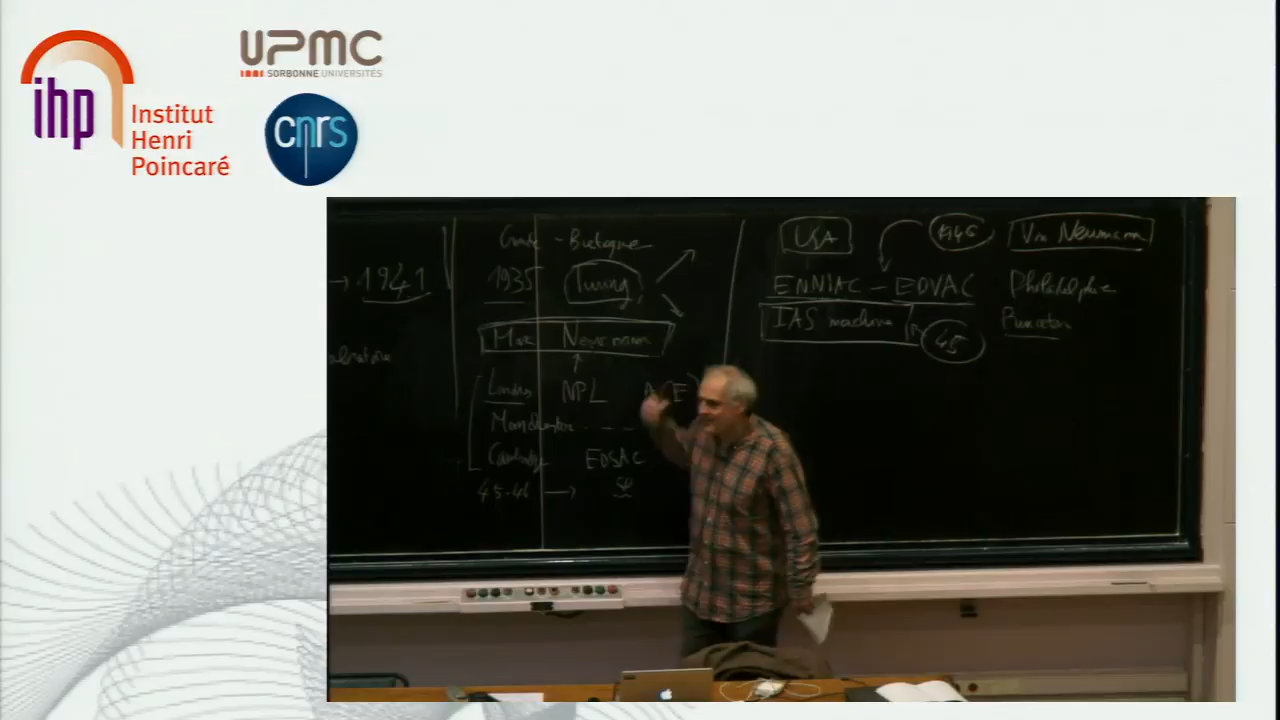 ihp
Institut
Henri
Poincaré
UPMC
SORBONNE UNIVERSITÉS
cnrs
→ 1941
Grande - Bretagne
1935 Turing
Max Newman
Londres NPL
Manchester - - -
Cambridge EDSAC
45-46 →
USA 1946 Von Neumann
ENNIAC - EDVAC Philadelphie
IAS machine 45 Princeton